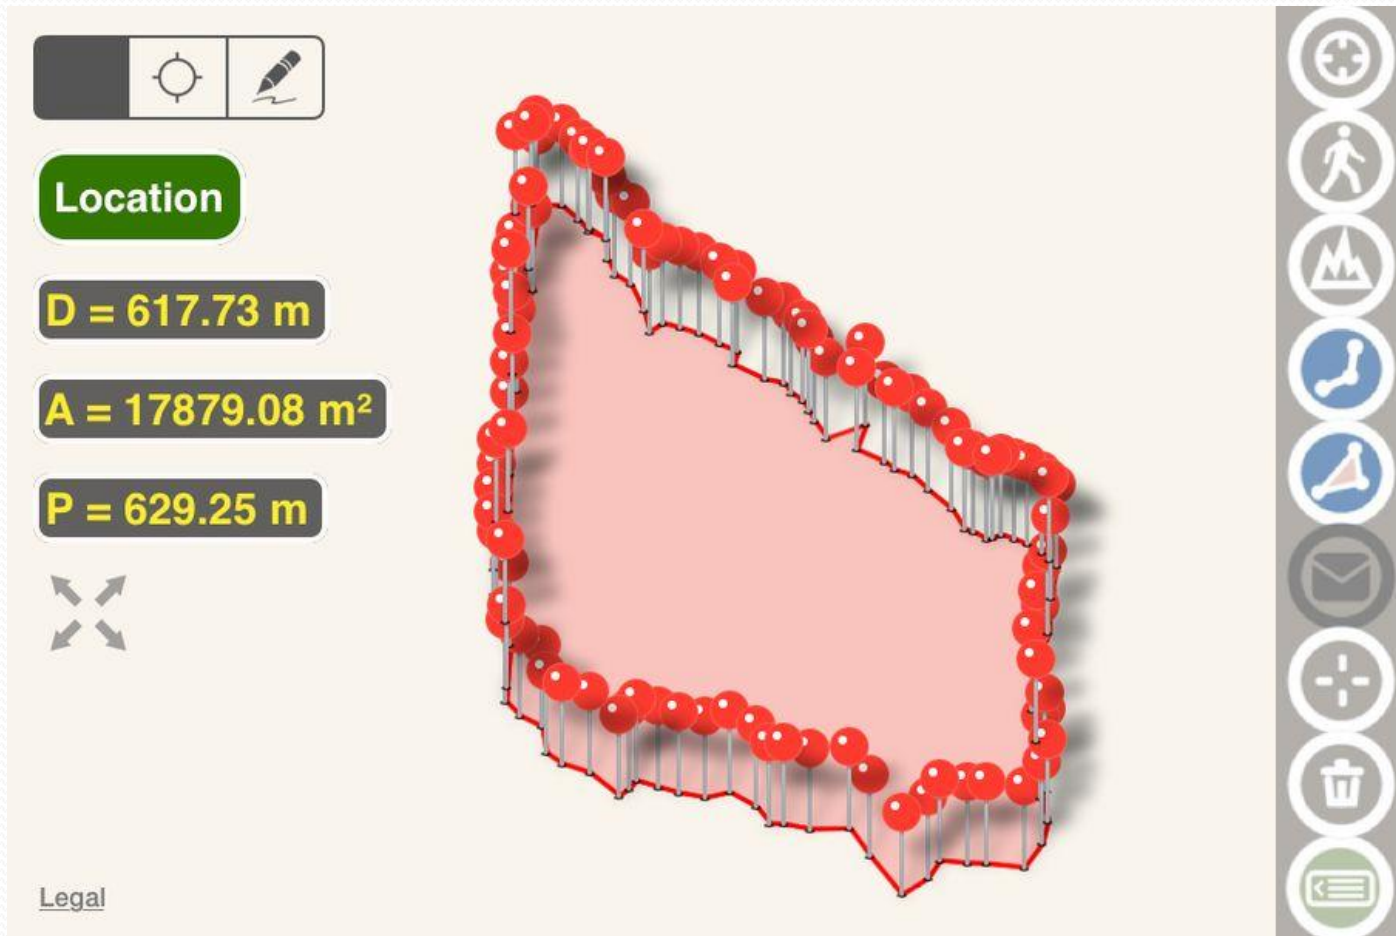 Location
D = 617.73 m
A = 17879.08 m²
P = 629.25 m
Legal